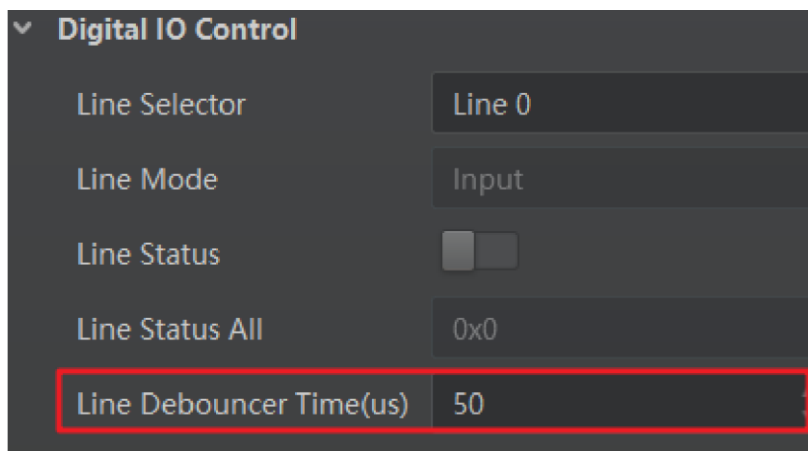 Digital IO Control
Line Selector Line 0
Line Mode Input
Line Status
Line Status All 0x0
Line Debouncer Time(us) 50